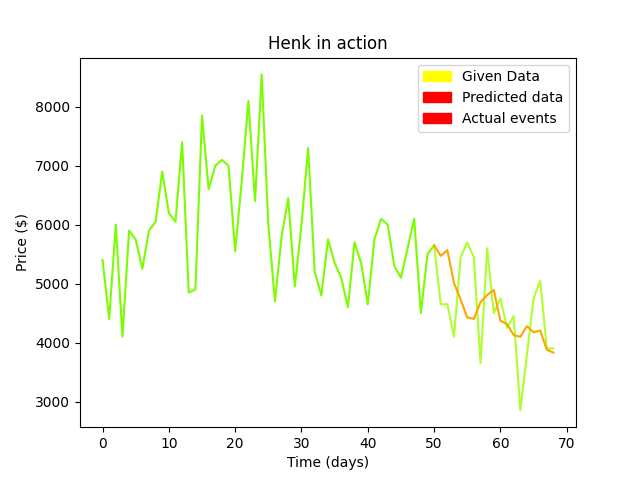 Henk in action
Given Data
Predicted data
Actual events
8000
7000
6000
5000
4000
3000
Price ($)
0 10 20 30 40 50 60 70
Time (days)